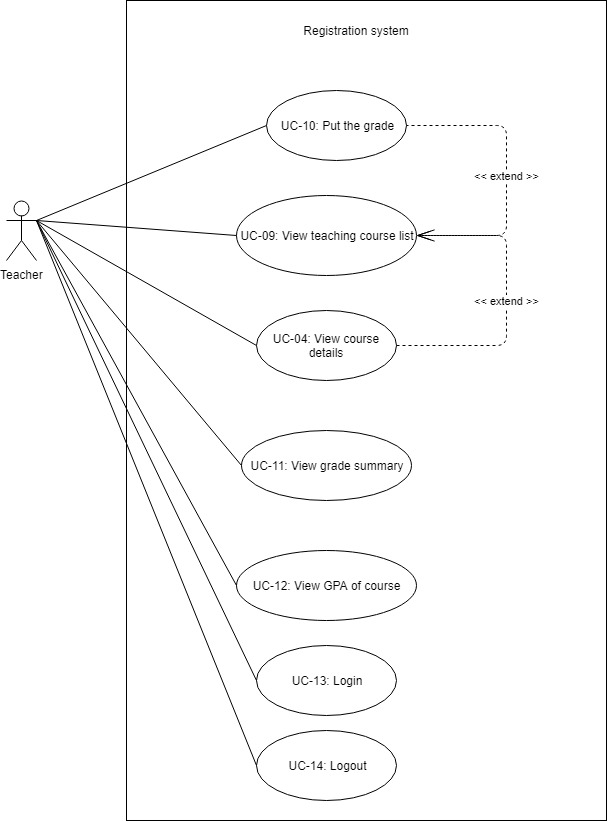 Registration system
UC-10: Put the grade
<< extend >>
UC-09: View teaching course list
Teacher
<< extend >>
UC-04: View course
details
UC-11: View grade summary
UC-12: View GPA of course
UC-13: Login
UC-14: Logout